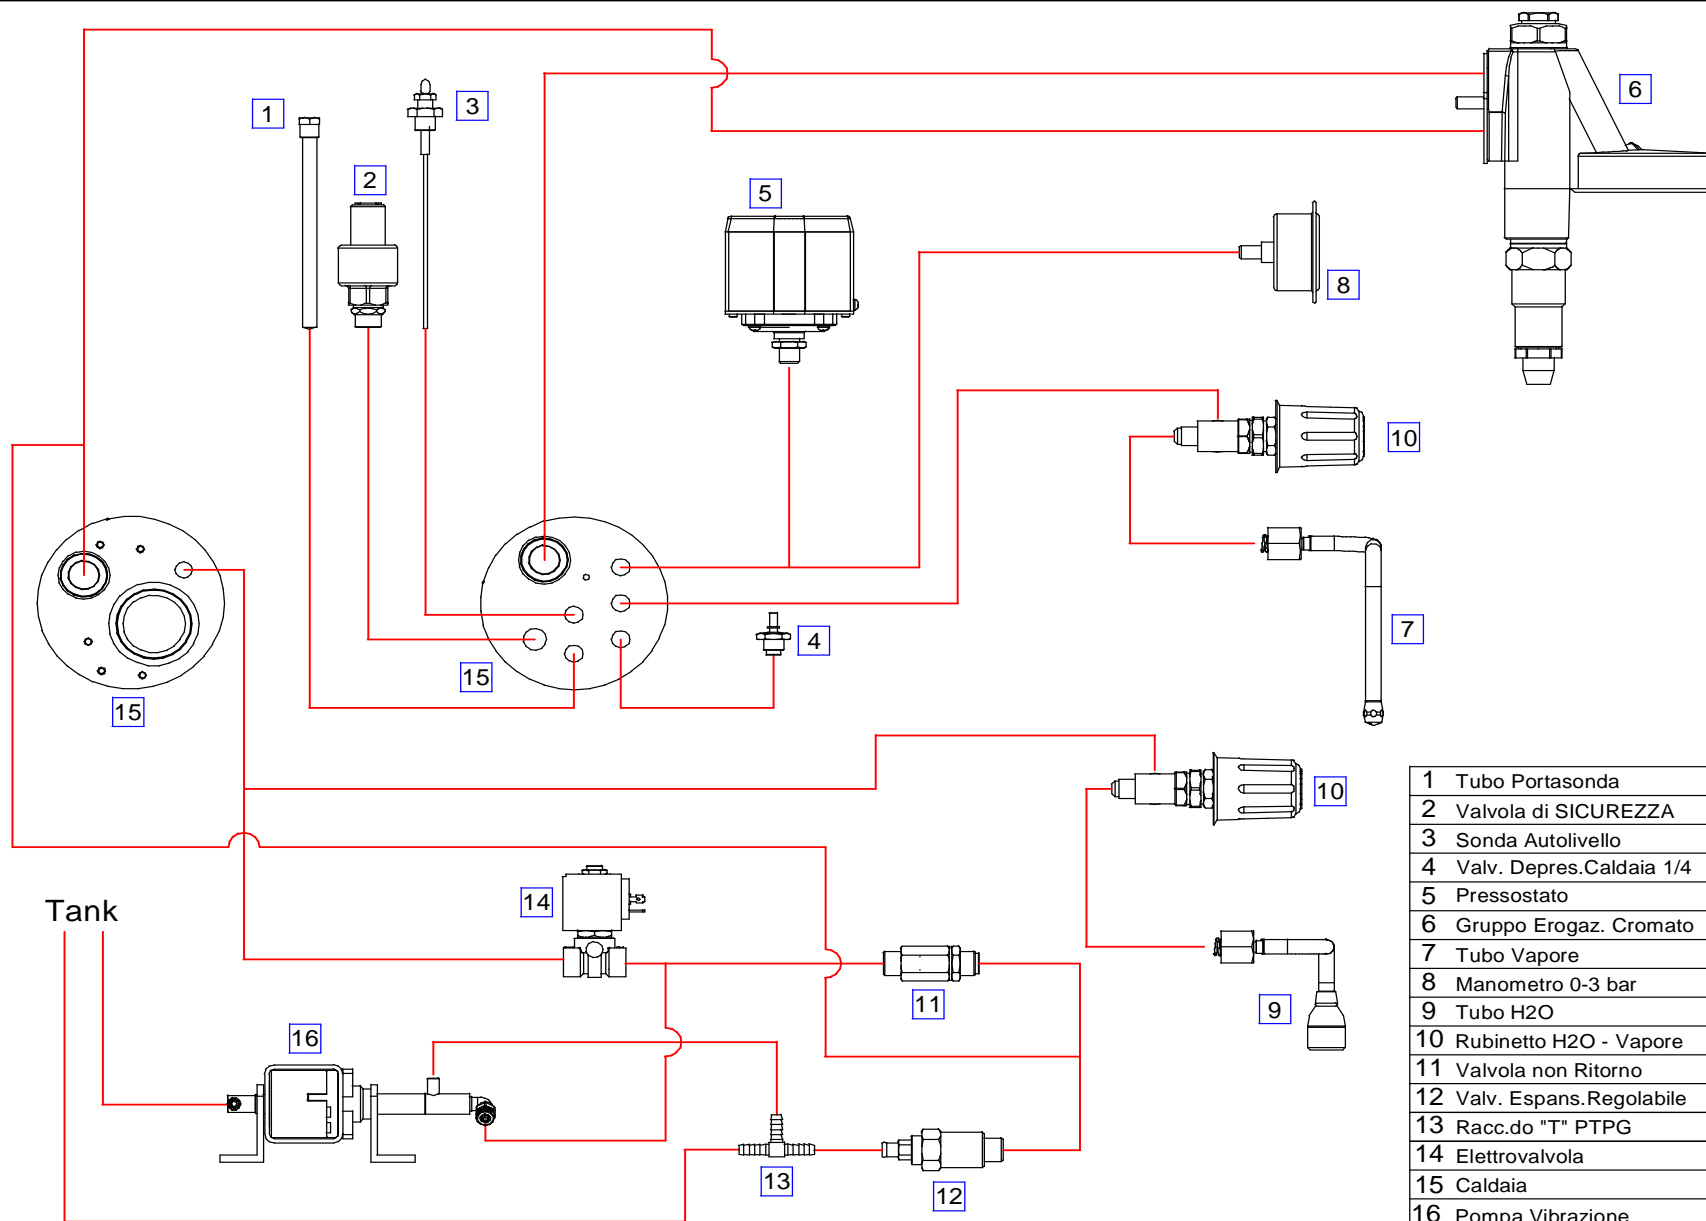 1
3
6
2
5
8
10
7
4
15
15
10
14
Tank
11
9
16
13
12
1 Tubo Portasonda
2 Valvola di SICUREZZA
3 Sonda Autolivello
4 Valv. Depres.Caldaia 1/4
5 Pressostato
6 Gruppo Erogaz. Cromato
7 Tubo Vapore
8 Manometro 0-3 bar
9 Tubo H2O
10 Rubinetto H2O - Vapore
11 Valvola non Ritorno
12 Valv. Espans.Regolabile
13 Racc.do "T" PTPG
14 Elettrovalvola
15 Caldaia
16 Pompa Vibrazione